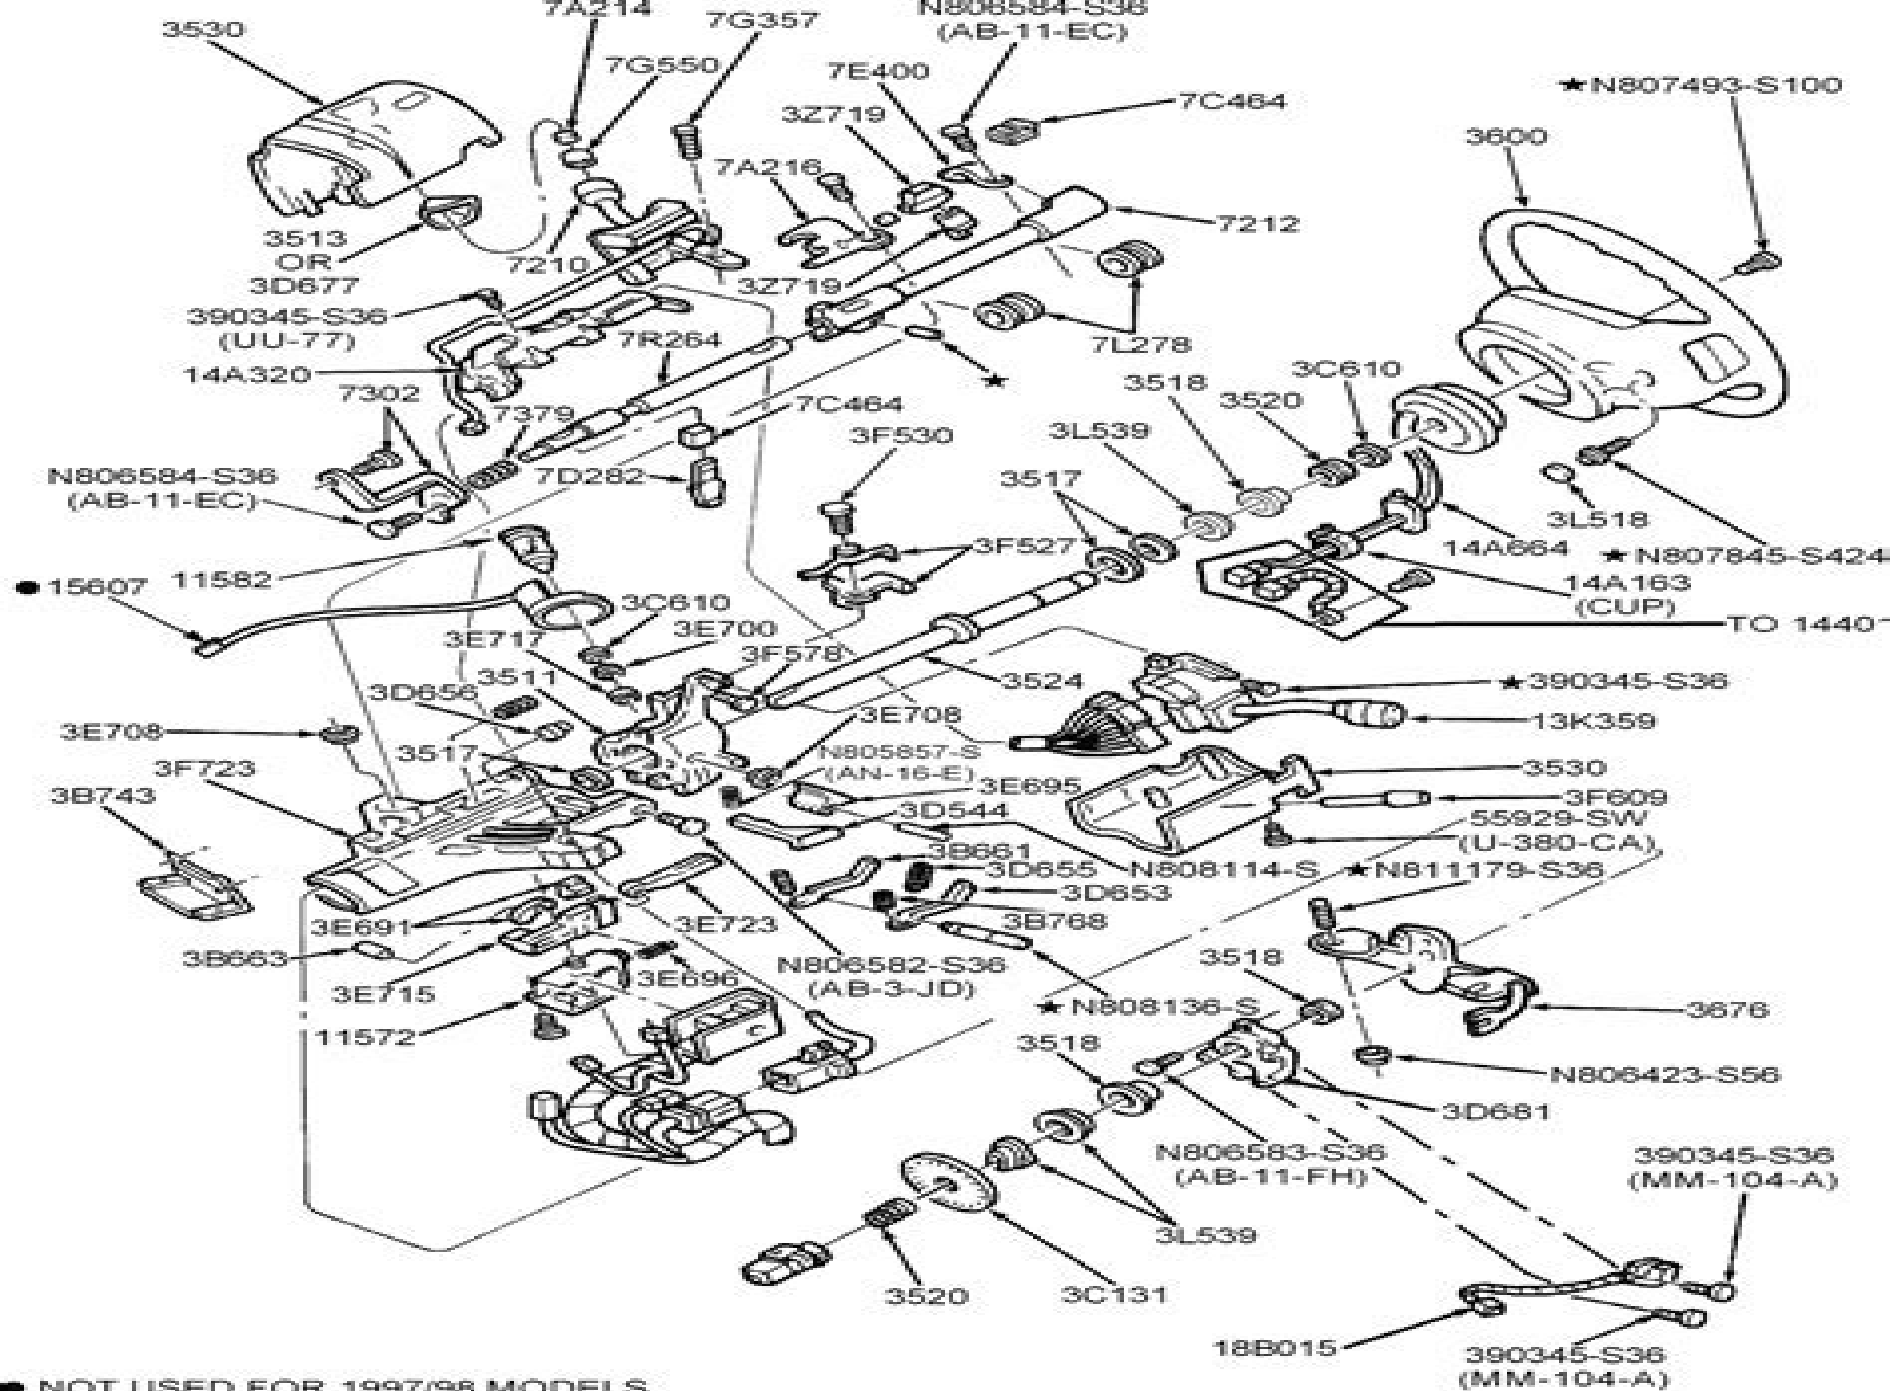 7A214
7G357
N806584-S36
(AB-11-EC)
3530
7G550
7E400
★N807493-S100
3Z719
7C464
3600
7A216
7212
3513
OR
3D677
7210
3Z719
390345-S36
(UU-77)
7R264
7L278
14A320
★
3C610
7302
3518
3520
7379
7C464
3F530
3L539
N806584-S36
(AB-11-EC)
7D282
3517
3L518
3F527
14A664
★N807845-S424
●15607
11582
14A163
(CUP)
3C610
TO 14401
3E717
3E700
3F578
3511
3524
★390345-S36
3D656
3E708
13K359
3E708
3517
N805857-S
(AN-16-E)
3F723
3530
3B743
3E695
3F609
3D544
55929-SW
(U-380-CA)
3B661
3D655
N808114-S
★N811179-S36
3D653
3E691
3E723
3B768
3B663
3E696
N806582-S36
(AB-3-JD)
3518
3E715
★N808136-S
3676
11572
3518
N806423-S56
3D681
N806583-S36
(AB-11-FH)
390345-S36
(MM-104-A)
3L539
3520
3C131
18B015
390345-S36
(MM-104-A)
● NOT USED FOR 1997/98 MODELS